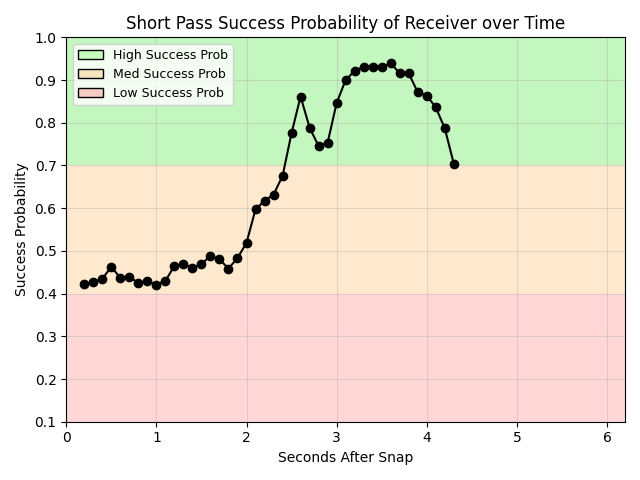 Short Pass Success Probability of Receiver over Time
1.0
0.9
0.8
0.7
0.6
0.5
0.4
0.3
0.2
0.1
Success Probability
High Success Prob
Med Success Prob
Low Success Prob
0 1 2 3 4 5 6
Seconds After Snap